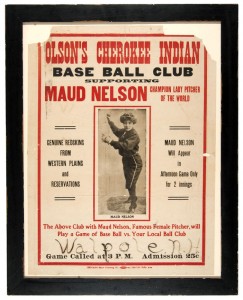 OLSON'S CHEROKEE INDIAN
BASE BALL CLUB
SUPPORTING
MAUD NELSON CHAMPION LADY PITCHER
OF THE WORLD
GENUINE REDSKINS
FROM
WESTERN PLAINS
and
RESERVATIONS
MAUD NELSON
Will Appear
in
Afternoon Game Only
for 2 innings
MAUD NELSON
The Above Club with Maud Nelson, Famous Female Pitcher, will
Play a Game of Base Ball vs. Your Local Ball Club
Walpole N.H
Game Called at 3 P.M. Admission 25c